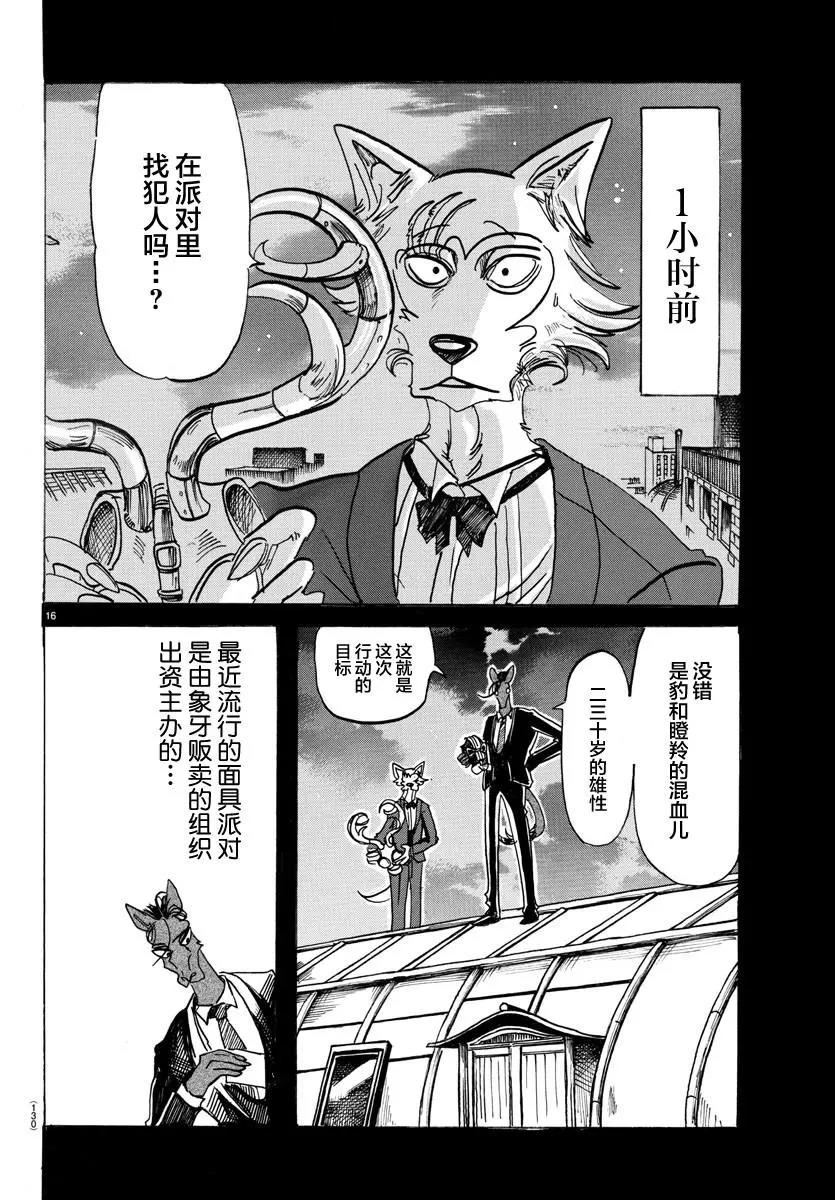 1小时前
在派对里
找犯人吗…?
16
没错
是豹和瞪羚的混血儿
二三十岁的雄性
这就是
这次
行动的
目标
最近流行的面具派对
是由象牙贩卖的组织
出资主办的…
(130)